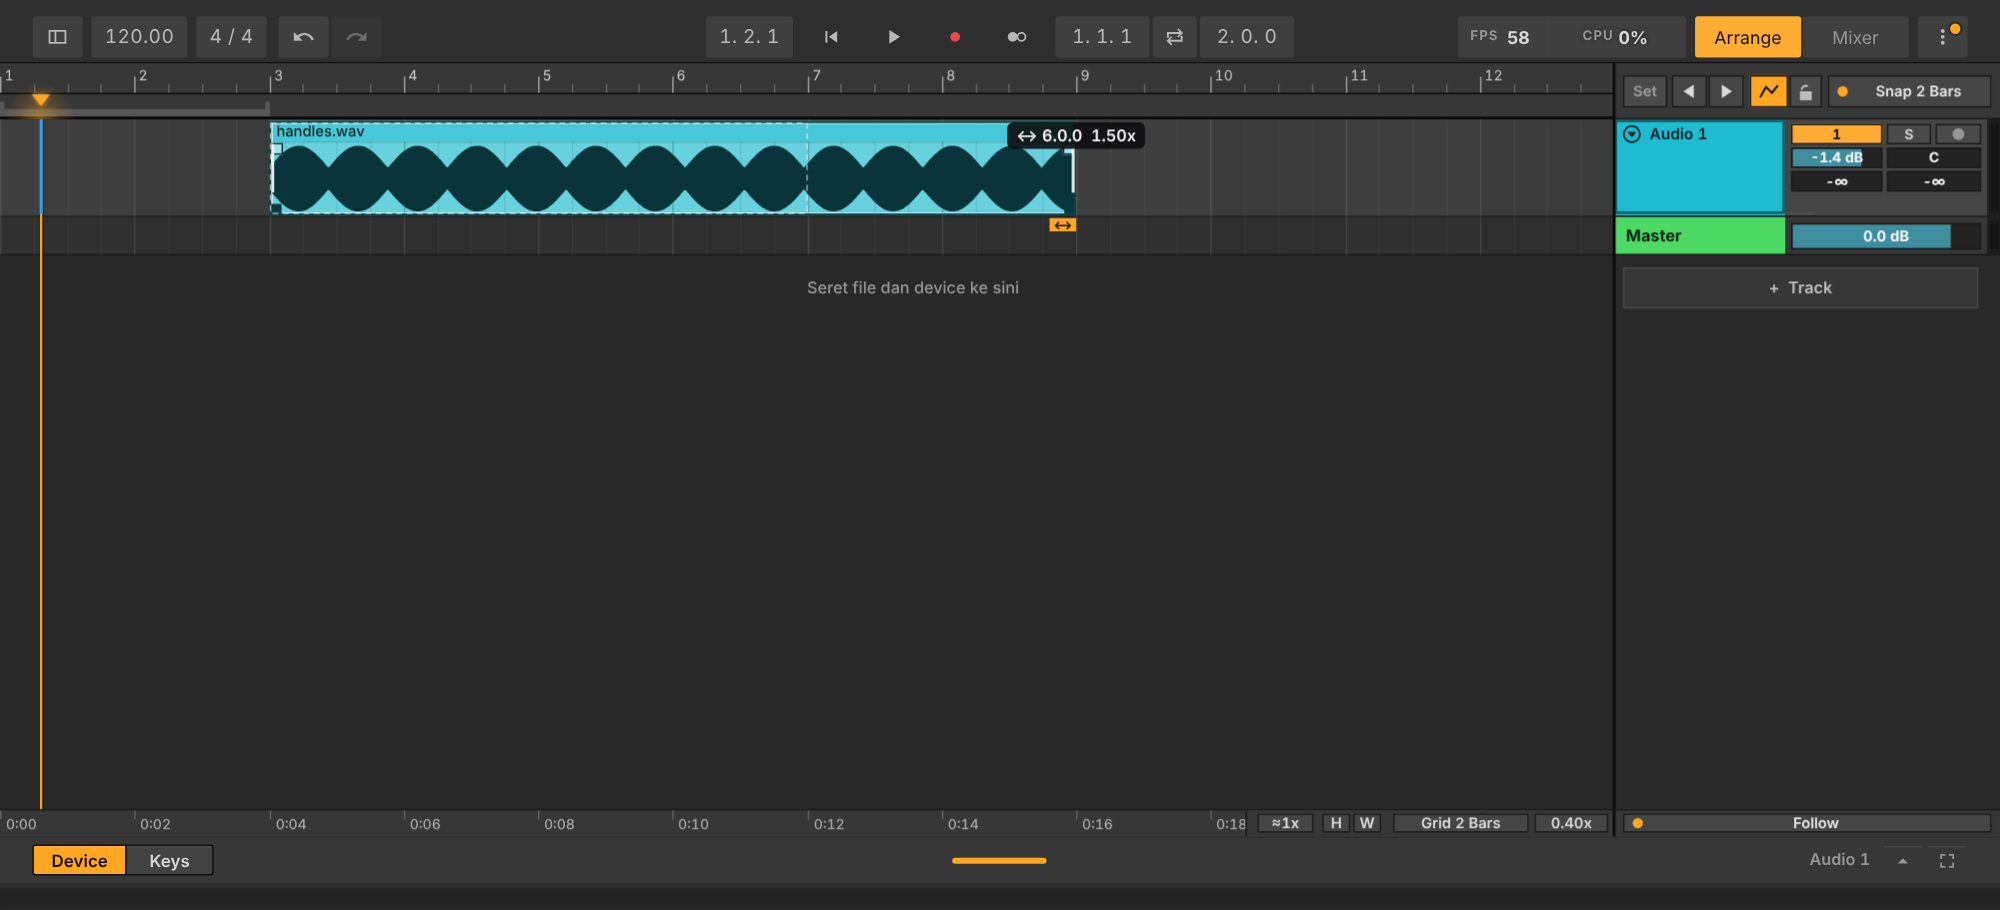 120.00 4 / 4 1. 2. 1 1. 1. 1 2. 0. 0 FPS 58 CPU 0% Arrange Mixer
1 2 3 4 5 6 7 8 9 10 11 12
Set Snap 2 Bars
handles.wav
↔ 6.0.0 1.50x
Audio 1 1 S
-1.4 dB C
-∞ -∞
Master 0.0 dB
Seret file dan device ke sini
+ Track
0:00 0:02 0:04 0:06 0:08 0:10 0:12 0:14 0:16 0:18
≈1x H W Grid 2 Bars 0.40x Follow
Device Keys Audio 1